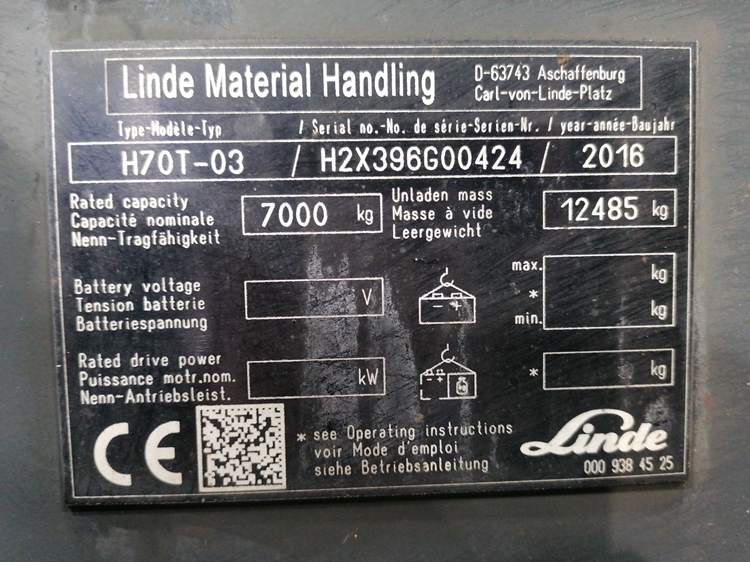 Linde Material Handling
D-63743 Aschaffenburg
Carl-von-Linde-Platz
Type-Modèle-Typ / Serial no.-No. de série-Serien-Nr. / year-année-Baujahr
H70T-03 / H2X396G00424 / 2016
Rated capacity
Capacité nominale
Nenn-Tragfähigkeit
7000 kg
Unladen mass
Masse à vide
Leergewicht
12485 kg
Battery voltage
Tension batterie
Batteriespannung
V
- +
max.
*
min.
kg
kg
Rated drive power
Puissance motr.nom.
Nenn-Antriebsleist.
kW
- +
* kg
CE
* see Operating instructions
voir Mode d'emploi
siehe Betriebsanleitung
Linde
000 938 45 25